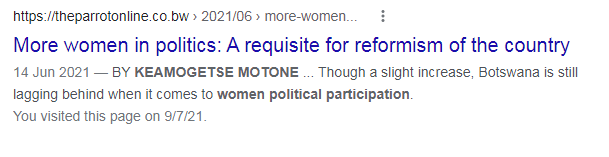 https://theparrotonline.co.bw › 2021/06 › more-women...
More women in politics: A requisite for reformism of the country
14 Jun 2021 — BY KEAMOGETSE MOTONE ... Though a slight increase, Botswana is still
lagging behind when it comes to women political participation.
You visited this page on 9/7/21.